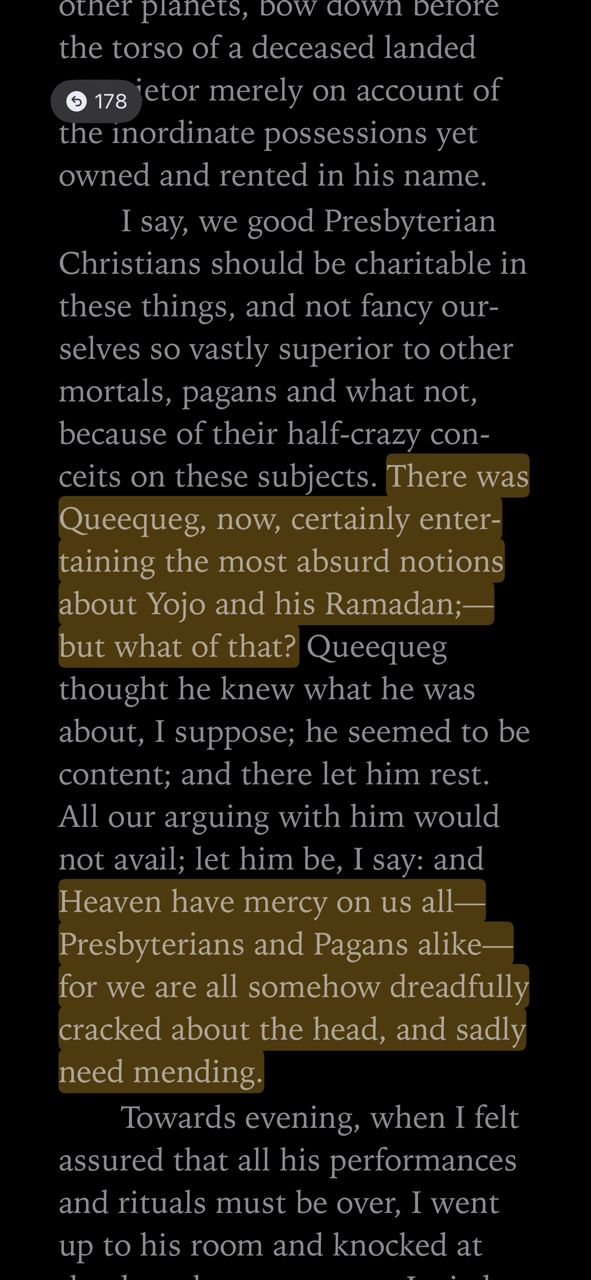 other planets, bow down before
the torso of a deceased landed
178
ietor merely on account of
the inordinate possessions yet
owned and rented in his name.
I say, we good Presbyterian
Christians should be charitable in
these things, and not fancy our-
selves so vastly superior to other
mortals, pagans and what not,
because of their half-crazy con-
ceits on these subjects. There was
Queequeg, now, certainly enter-
taining the most absurd notions
about Yojo and his Ramadan;—
but what of that? Queequeg
thought he knew what he was
about, I suppose; he seemed to be
content; and there let him rest.
All our arguing with him would
not avail; let him be, I say: and
Heaven have mercy on us all—
Presbyterians and Pagans alike—
for we are all somehow dreadfully
cracked about the head, and sadly
need mending.
Towards evening, when I felt
assured that all his performances
and rituals must be over, I went
up to his room and knocked at